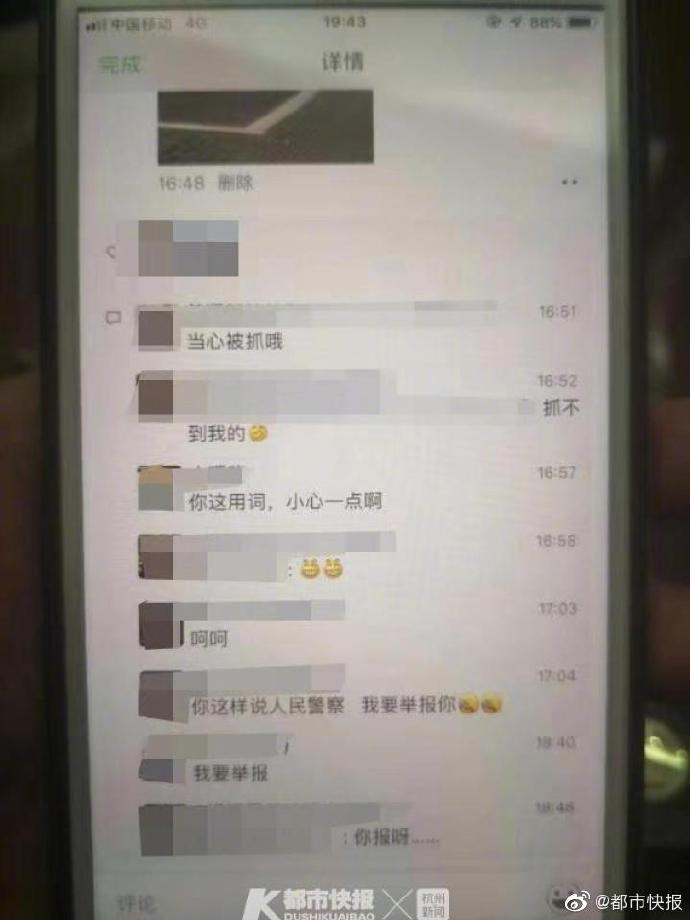 中国移动 4G
19:43
88%
完成
详情
16:48 删除
16:51
当心被抓哦
16:52
抓不
到我的
16:57
你这用词，小心一点啊
16:58
:
17:03
呵呵
17:04
你这样说人民警察 我要举报你
18:40
我要举报
18:46
: 你报呀......
评论
都市快报
DUSHIKUAIBAO
杭州
新闻
@都市快报